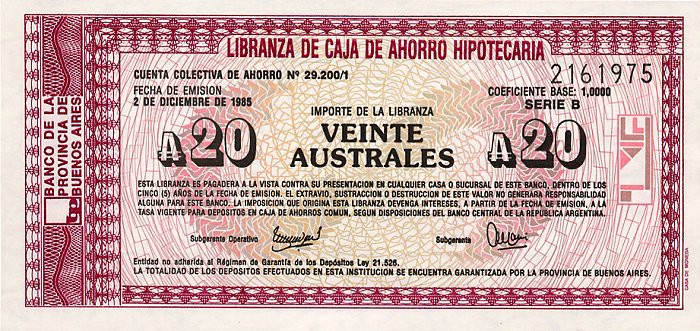 LIBRANZA DE CAJA DE AHORRO HIPOTECARIA
CUENTA COLECTIVA DE AHORRO Nº 29.200/1
2161975
FECHA DE EMISION
2 DE DICIEMBRE DE 1985
COEFICIENTE BASE: 1,0000
SERIE B
BANCO DE LA
PROVINCIA DE
BUENOS AIRES
IMPORTE DE LA LIBRANZA
₳20
VEINTE
AUSTRALES
₳20
ESTA LIBRANZA ES PAGADERA A LA VISTA CONTRA SU PRESENTACION EN CUALQUIER CASA O SUCURSAL DE ESTE BANCO, DENTRO DE LOS
CINCO (5) AÑOS DE LA FECHA DE EMISION. EL EXTRAVIO, SUSTRACCION O DESTRUCCION DE ESTE VALOR NO GENERARA RESPONSABILIDAD
ALGUNA PARA ESTE BANCO. LA IMPOSICION QUE ORIGINA ESTA LIBRANZA DEVENGA INTERESES, A PARTIR DE LA FECHA DE EMISION, A LA
TASA VIGENTE PARA DEPOSITOS EN CAJA DE AHORROS COMUN, SEGUN DISPOSICIONES DEL BANCO CENTRAL DE LA REPUBLICA ARGENTINA.
Subgerente Operativo
Subgerente
Entidad no adherida al Régimen de Garantía de los Depósitos Ley 21.526.
LA TOTALIDAD DE LOS DEPOSITOS EFECTUADOS EN ESTA INSTITUCION SE ENCUENTRA GARANTIZADA POR LA PROVINCIA DE BUENOS AIRES.
CASA DE MONEDA